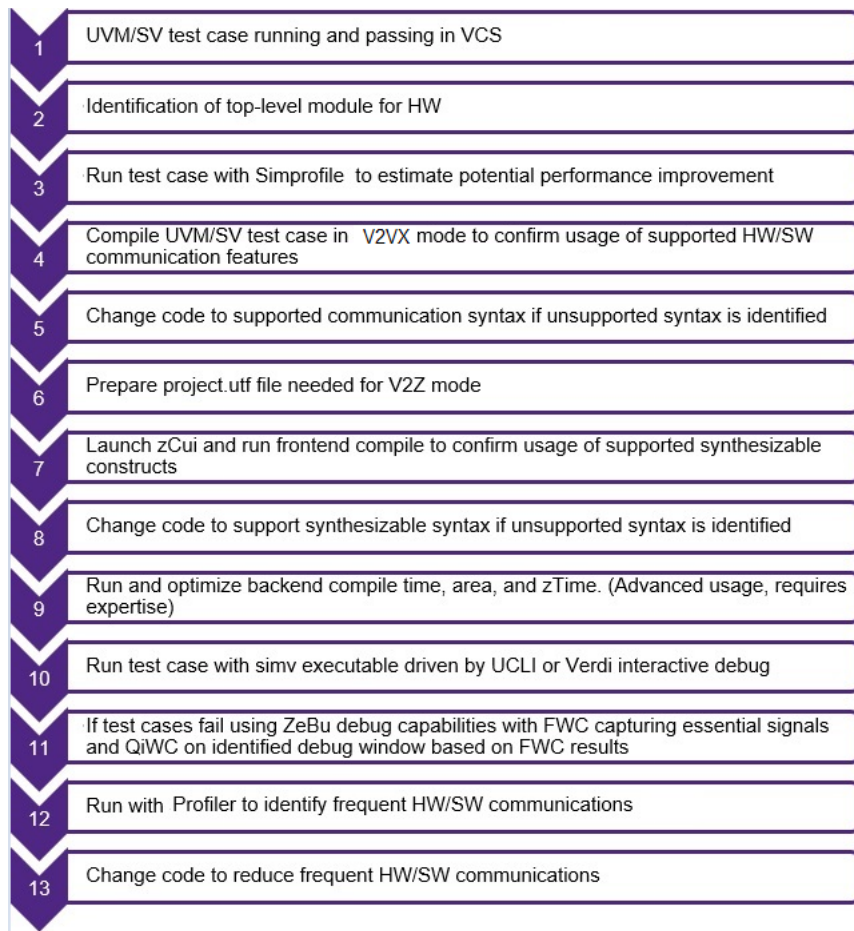 1
UVM/SV test case running and passing in VCS
2
Identification of top-level module for HW
3
Run test case with Simprofile to estimate potential performance improvement
4
Compile UVM/SV test case in V2VX mode to confirm usage of supported HW/SW
communication features
5
Change code to supported communication syntax if unsupported syntax is identified
6
Prepare project.utf file needed for V2Z mode
7
Launch zCui and run frontend compile to confirm usage of supported synthesizable
constructs
8
Change code to support synthesizable syntax if unsupported syntax is identified
9
Run and optimize backend compile time, area, and zTime. (Advanced usage, requires
expertise)
10
Run test case with simv executable driven by UCLI or Verdi interactive debug
11
If test cases fail using ZeBu debug capabilities with FWC capturing essential signals
and QiWC on identified debug window based on FWC results
12
Run with Profiler to identify frequent HW/SW communications
13
Change code to reduce frequent HW/SW communications